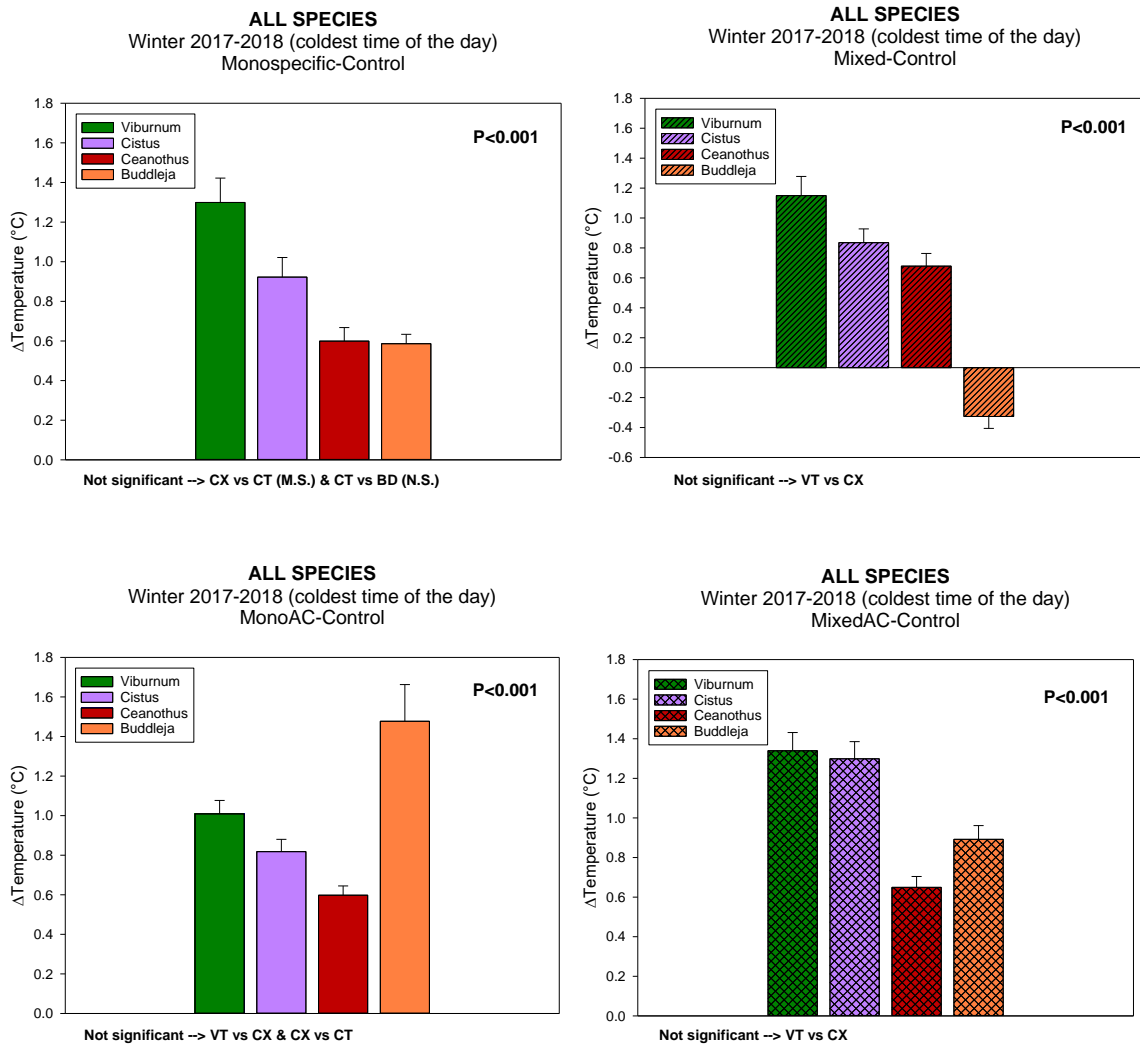 ALL SPECIES
Winter 2017-2018 (coldest time of the day)
Monospecific-Control
1.8
1.6
1.4
1.2
1.0
0.8
0.6
0.4
0.2
0.0
ΔTemperature (°C)
Viburnum
Cistus
Ceanothus
Buddleja
P<0.001
Not significant --> CX vs CT (M.S.) & CT vs BD (N.S.)
ALL SPECIES
Winter 2017-2018 (coldest time of the day)
Mixed-Control
1.8
1.6
1.4
1.2
1.0
0.8
0.6
0.4
0.2
0.0
-0.2
-0.4
-0.6
ΔTemperature (°C)
Viburnum
Cistus
Ceanothus
Buddleja
P<0.001
Not significant --> VT vs CX
ALL SPECIES
Winter 2017-2018 (coldest time of the day)
MonoAC-Control
1.8
1.6
1.4
1.2
1.0
0.8
0.6
0.4
0.2
0.0
ΔTemperature (°C)
Viburnum
Cistus
Ceanothus
Buddleja
P<0.001
Not significant --> VT vs CX & CX vs CT
ALL SPECIES
Winter 2017-2018 (coldest time of the day)
MixedAC-Control
1.8
1.6
1.4
1.2
1.0
0.8
0.6
0.4
0.2
0.0
ΔTemperature (°C)
Viburnum
Cistus
Ceanothus
Buddleja
P<0.001
Not significant --> VT vs CX